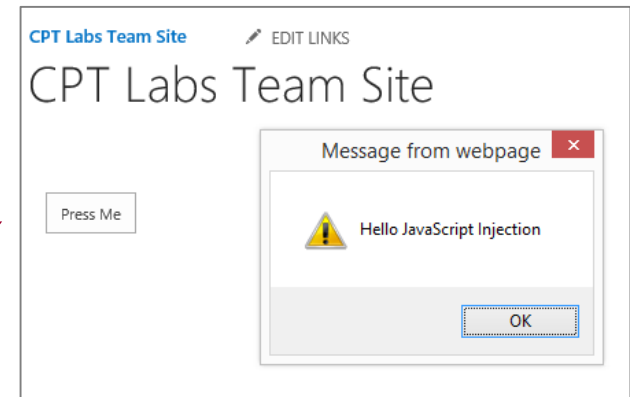 CPT Labs Team Site EDIT LINKS
CPT Labs Team Site
Message from webpage
Press Me
Hello JavaScript Injection
OK